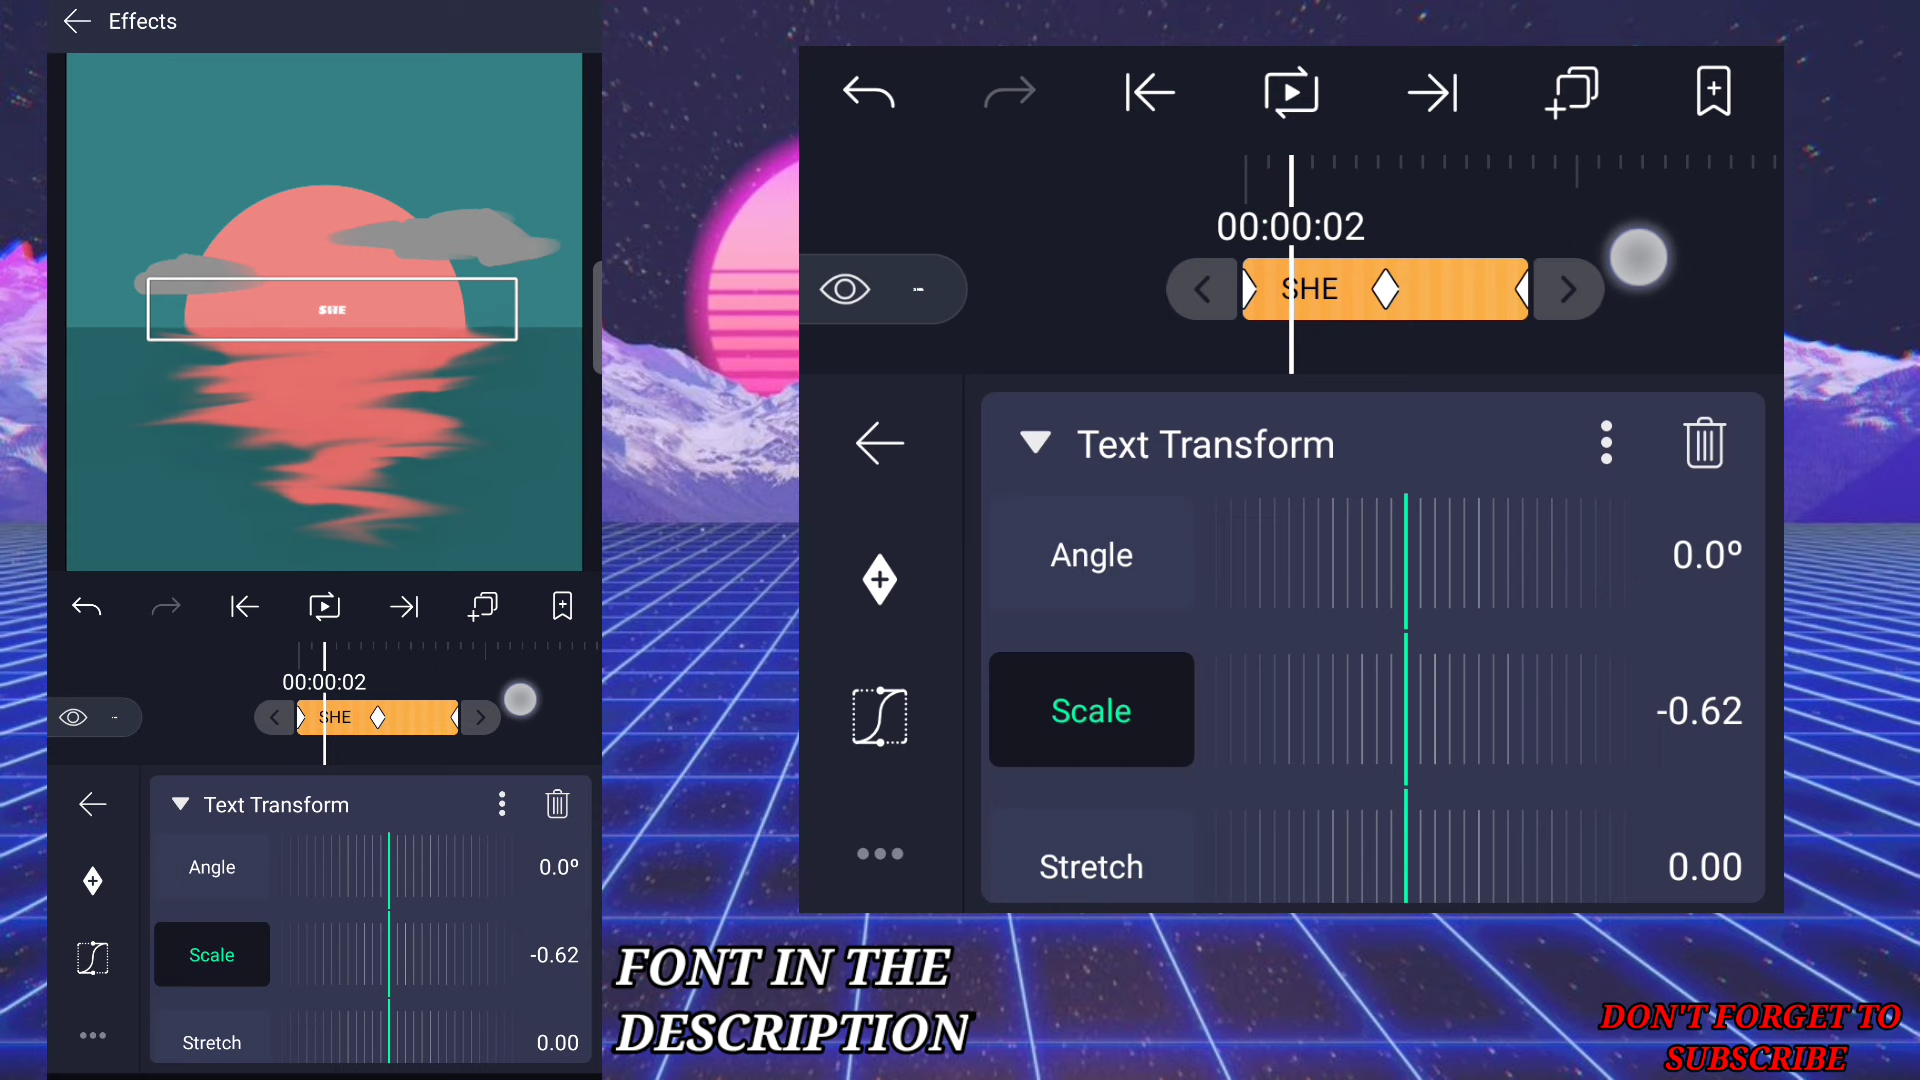 Effects
SHE
00:00:02
SHE
Text Transform
Angle
0.0º
Scale
-0.62
Stretch
0.00
00:00:02
SHE
Text Transform
Angle
0.0º
Scale
-0.62
Stretch
0.00
FONT IN THE
DESCRIPTION
DON'T FORGET TO
SUBSCRIBE